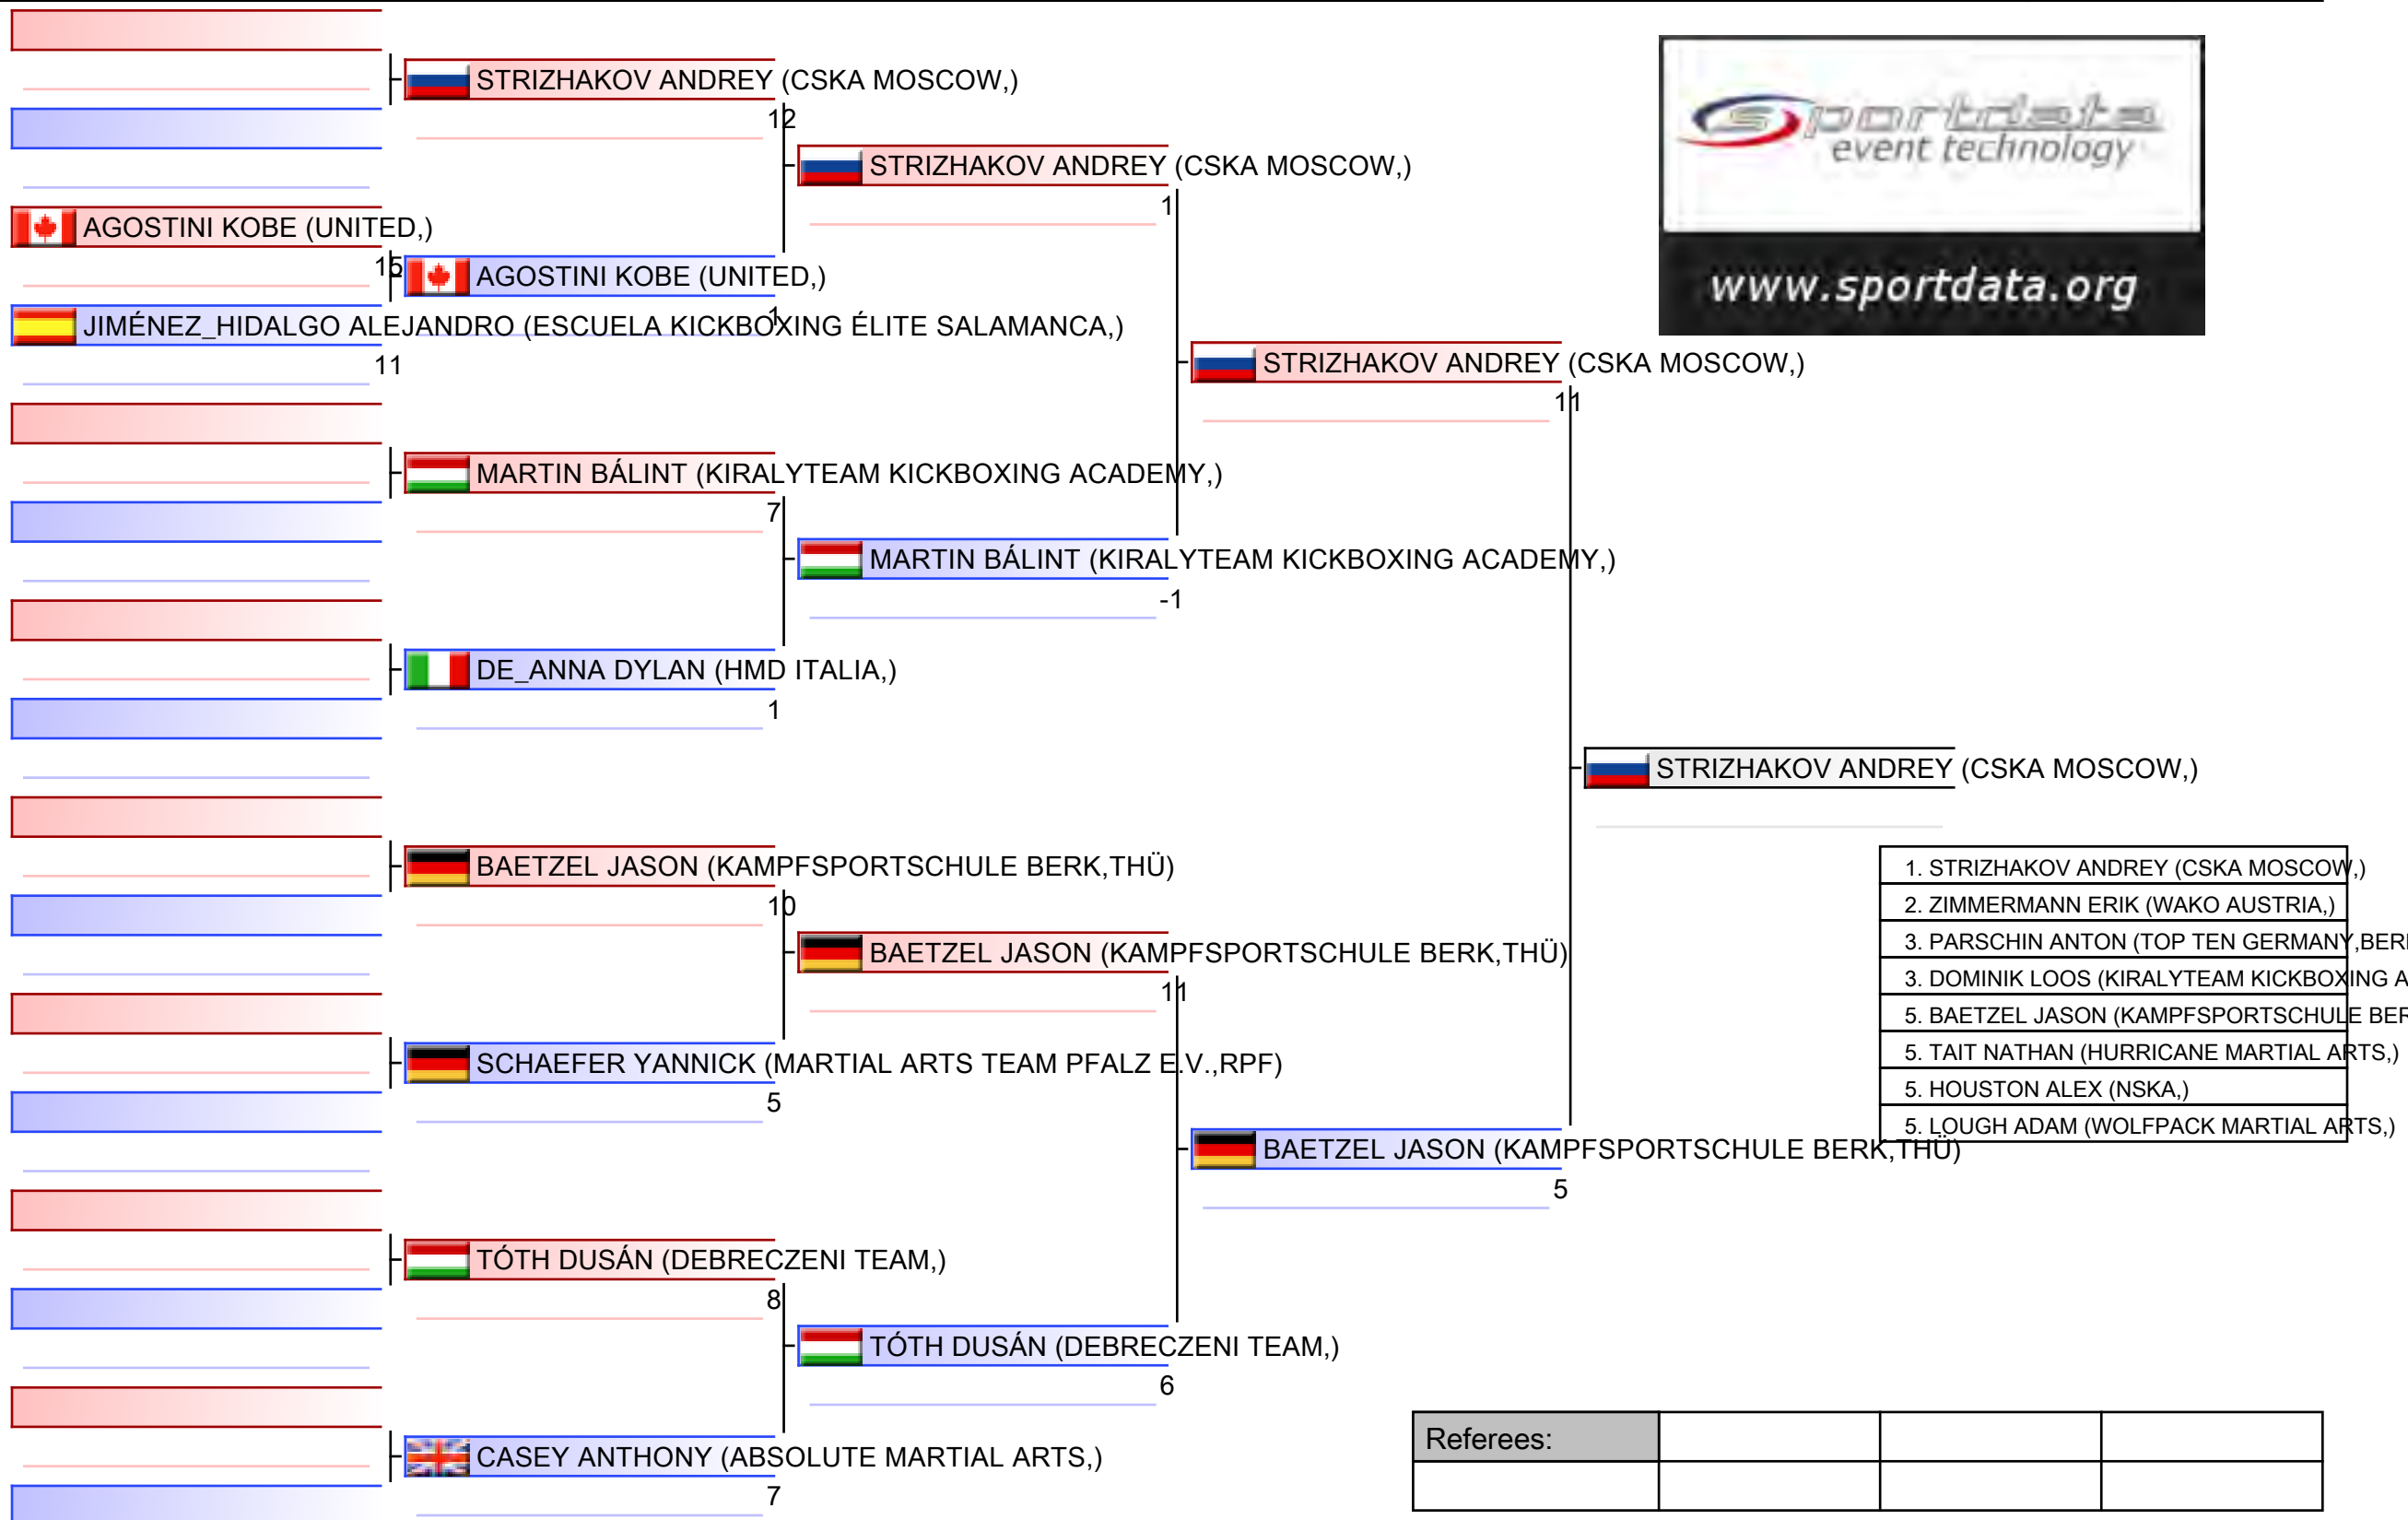 STRIZHAKOV ANDREY (CSKA MOSCOW,)
12
STRIZHAKOV ANDREY (CSKA MOSCOW,)
1
AGOSTINI KOBE (UNITED,)
15
AGOSTINI KOBE (UNITED,)
1
JIMÉNEZ_HIDALGO ALEJANDRO (ESCUELA KICKBOXING ÉLITE SALAMANCA,)
11
STRIZHAKOV ANDREY (CSKA MOSCOW,)
11
MARTIN BÁLINT (KIRALYTEAM KICKBOXING ACADEMY,)
7
MARTIN BÁLINT (KIRALYTEAM KICKBOXING ACADEMY,)
-1
DE_ANNA DYLAN (HMD ITALIA,)
1
STRIZHAKOV ANDREY (CSKA MOSCOW,)
BAETZEL JASON (KAMPFSPORTSCHULE BERK,THÜ)
10
BAETZEL JASON (KAMPFSPORTSCHULE BERK,THÜ)
11
SCHAEFER YANNICK (MARTIAL ARTS TEAM PFALZ E.V.,RPF)
5
BAETZEL JASON (KAMPFSPORTSCHULE BERK,THÜ)
5
TÓTH DUSÁN (DEBRECZENI TEAM,)
8
TÓTH DUSÁN (DEBRECZENI TEAM,)
6
CASEY ANTHONY (ABSOLUTE MARTIAL ARTS,)
7
sportdata
event technology
www.sportdata.org
1. STRIZHAKOV ANDREY (CSKA MOSCOW,)
2. ZIMMERMANN ERIK (WAKO AUSTRIA,)
3. PARSCHIN ANTON (TOP TEN GERMANY,BER
3. DOMINIK LOOS (KIRALYTEAM KICKBOXING A
5. BAETZEL JASON (KAMPFSPORTSCHULE BER
5. TAIT NATHAN (HURRICANE MARTIAL ARTS,)
5. HOUSTON ALEX (NSKA,)
5. LOUGH ADAM (WOLFPACK MARTIAL ARTS,)
Referees: